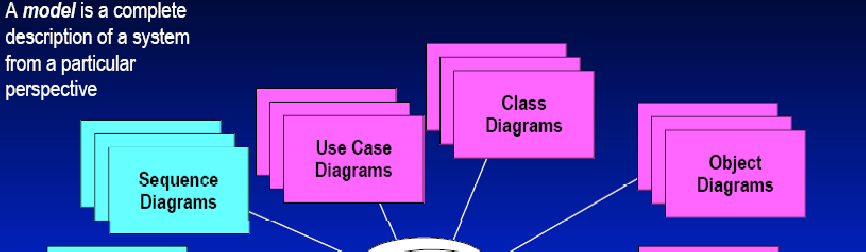 A model is a complete
description of a system
from a particular
perspective
Class
Diagrams
Use Case
Diagrams
Object
Diagrams
Sequence
Diagrams